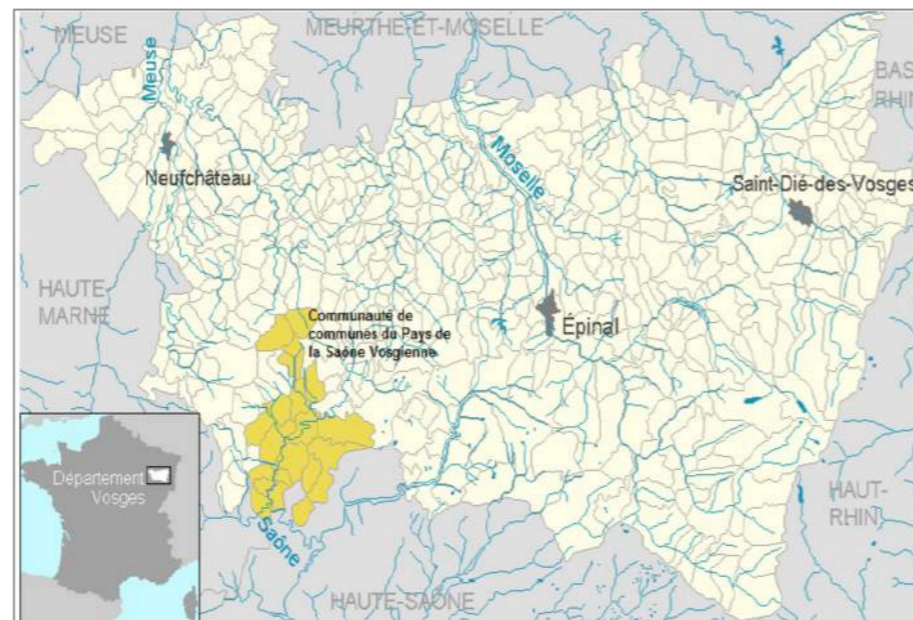 MEUSE
MEURTHE-ET-MOSELLE
BAS
RHIN
Meuse
Neufchâteau
Moselle
Saint-Dié-des-Vosges
HAUTE
MARNE
Communauté de
communes du Pays de
la Saône Vosgienne
Épinal
Département
Vosges
Saône
HAUT-
RHIN
HAUTE-SAÔNE